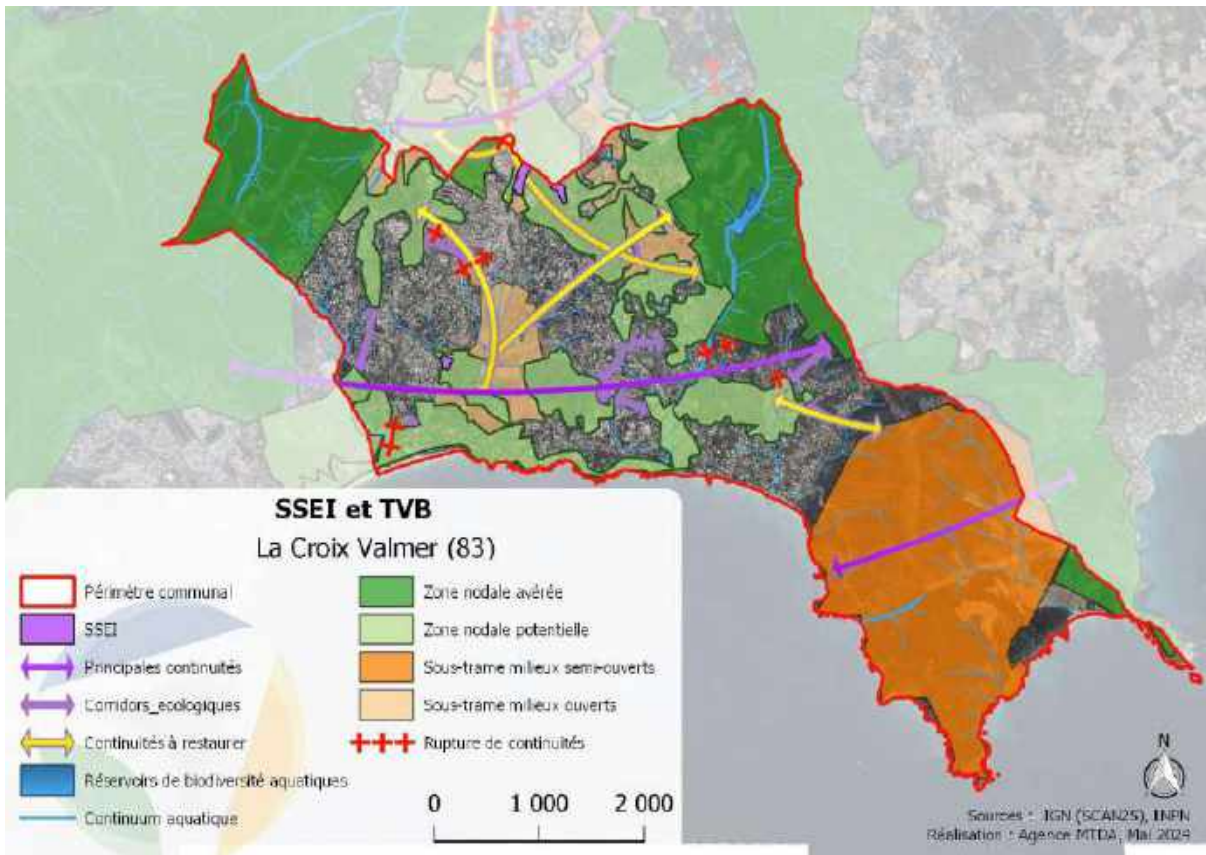 SSEI et TVB
La Croix Valmer (83)
Périmètre communal
SSEI
Principales continuités
Corridors_ecologiques
Continuités à restaurer
Réservoirs de biodiversité aquatiques
Continuum aquatique
Zone nodale avérée
Zone nodale potentielle
Sous-trame milieux semi-ouverts
Sous-trame milieux ouverts
Rupture de continuités
0 1 000 2 000
N
Sources : IGN (SCAN25), INPN
Réalisation : Agence MTDA, Mai 2024